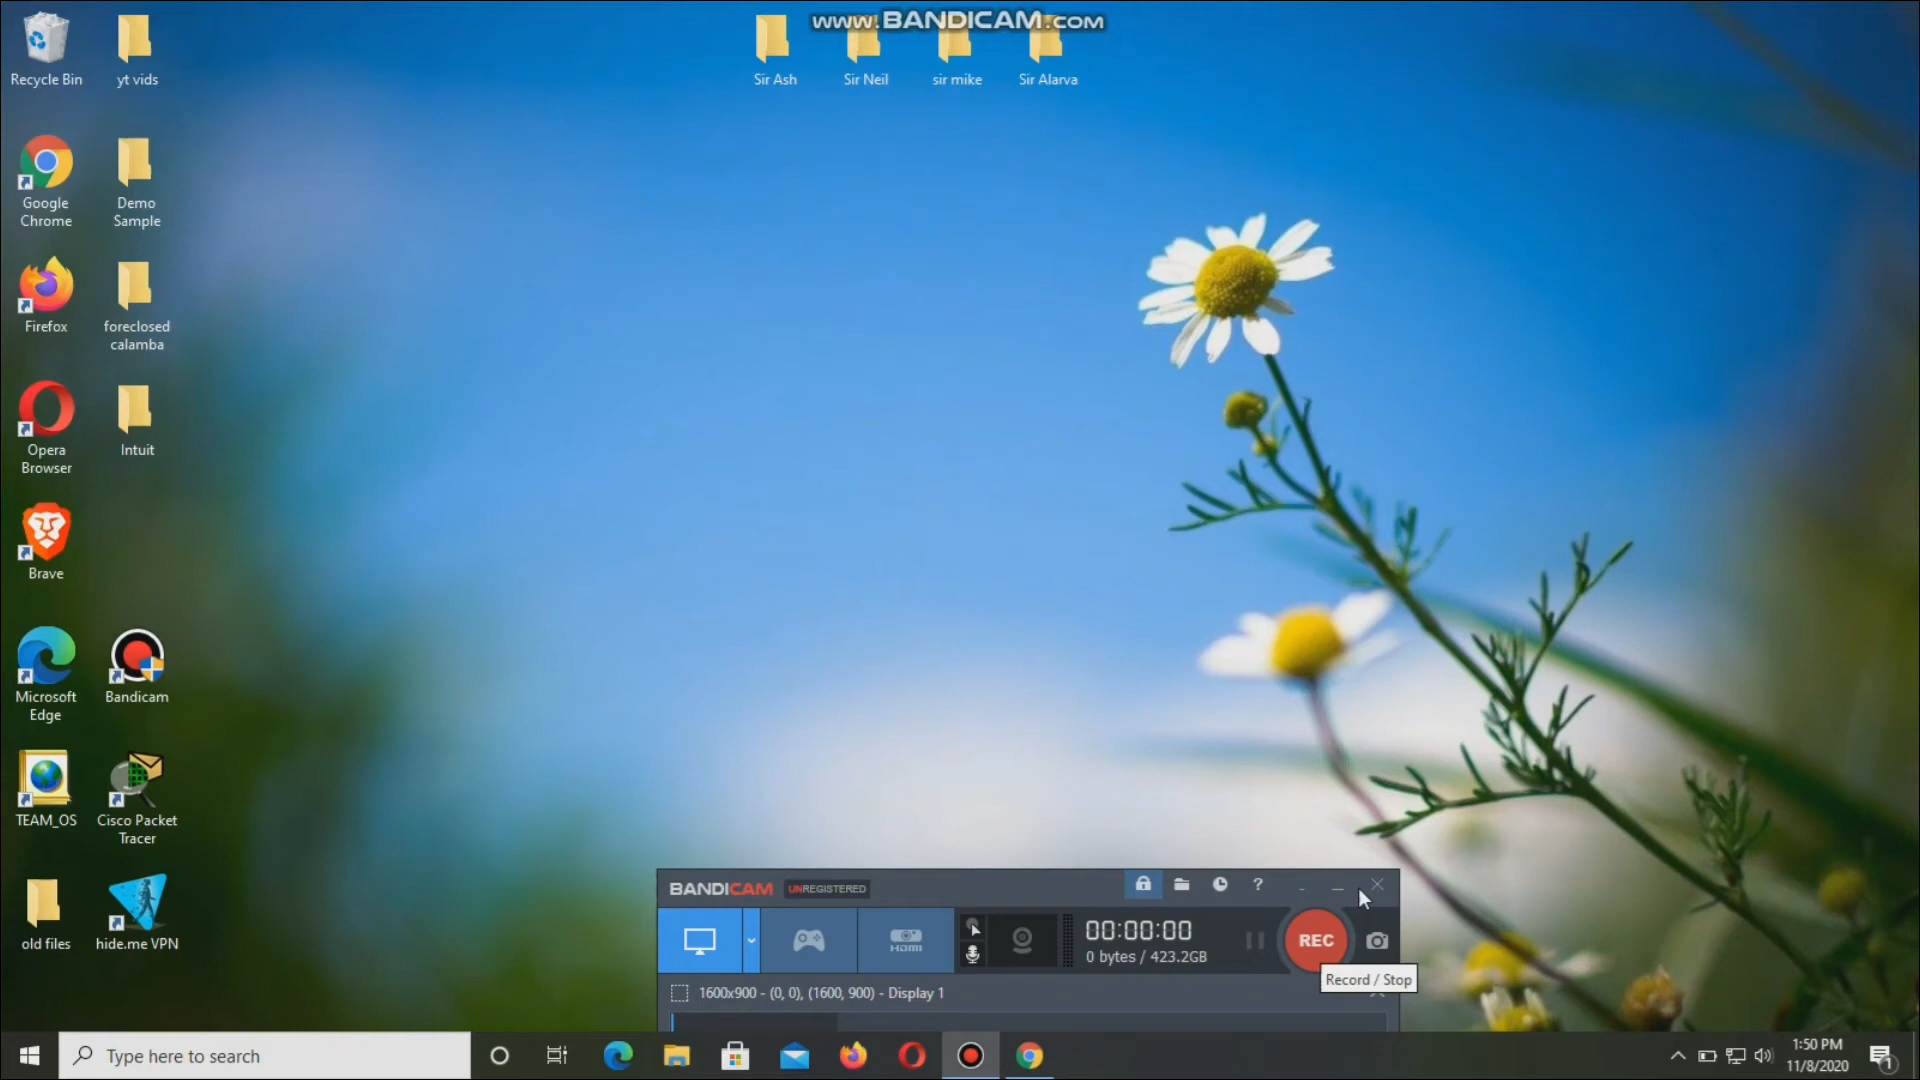 www.BANDICAM.com
Recycle Bin
yt vids
Sir Ash
Sir Neil
sir mike
Sir Alarva
Google
Chrome
Demo
Sample
Firefox
foreclosed
calamba
Opera
Browser
Intuit
Brave
Microsoft
Edge
Bandicam
TEAM_OS
Cisco Packet
Tracer
old files
hide.me VPN
BANDICAM UNREGISTERED
?
HDMI
00:00:00
0 bytes / 423.2GB
REC
Record / Stop
1600x900 - (0, 0), (1600, 900) - Display 1
Type here to search
1:50 PM
11/8/2020
1